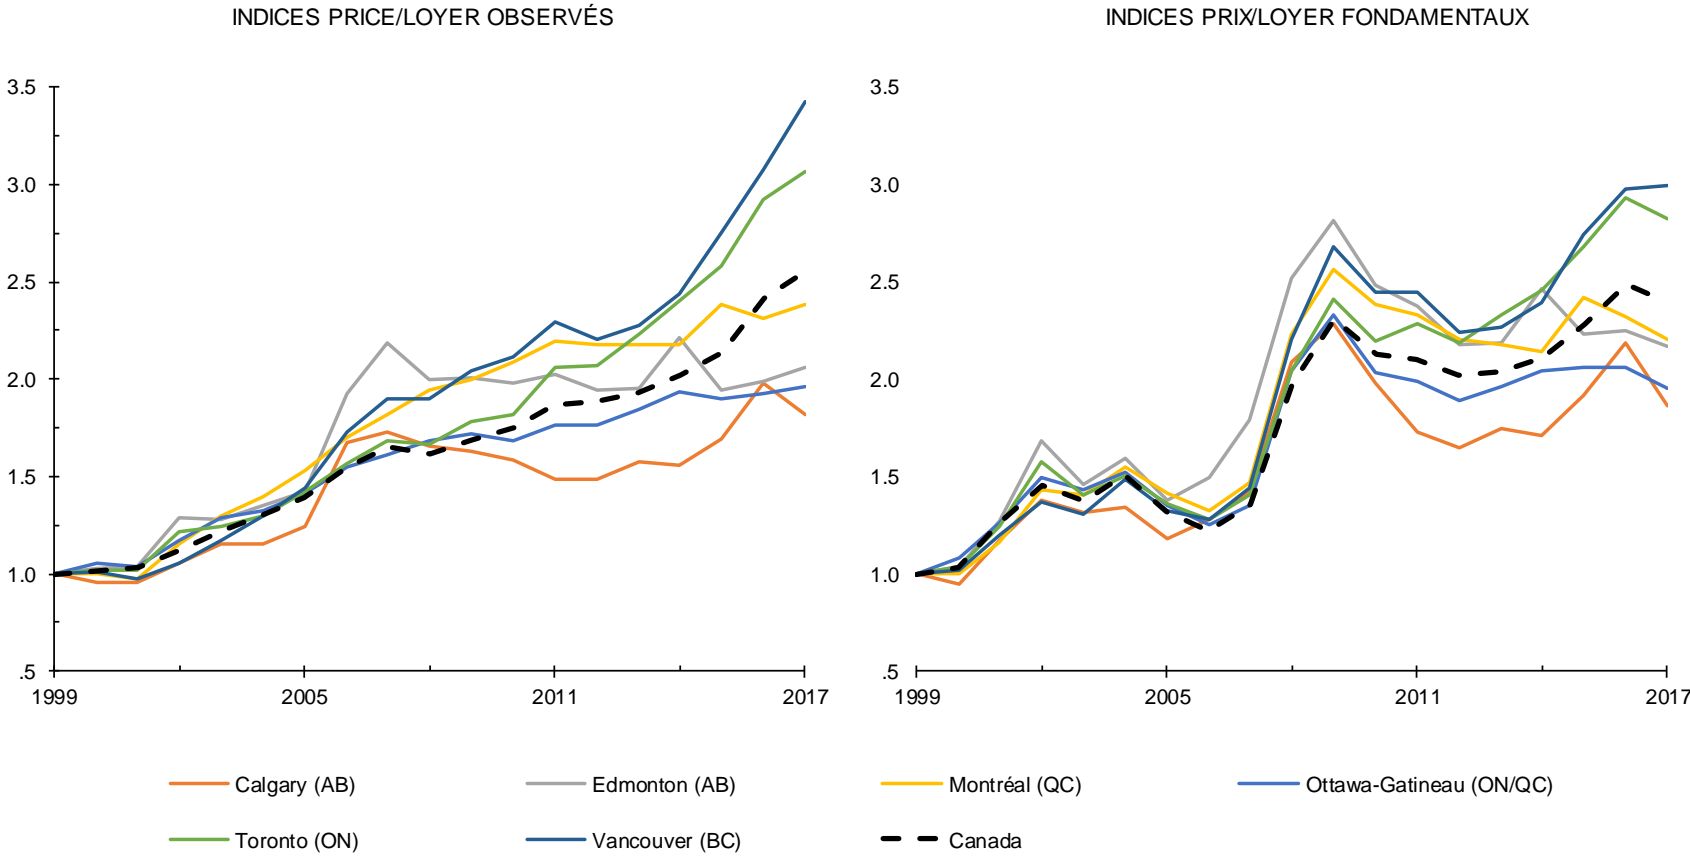 INDICES PRICE/LOYER OBSERVÉS
3.5
3.0
2.5
2.0
1.5
1.0
.5
1999 2005 2011 2017
INDICES PRIX/LOYER FONDAMENTAUX
3.5
3.0
2.5
2.0
1.5
1.0
.5
1999 2005 2011 2017
Calgary (AB) Edmonton (AB) Montréal (QC) Ottawa-Gatineau (ON/QC)
Toronto (ON) Vancouver (BC) Canada